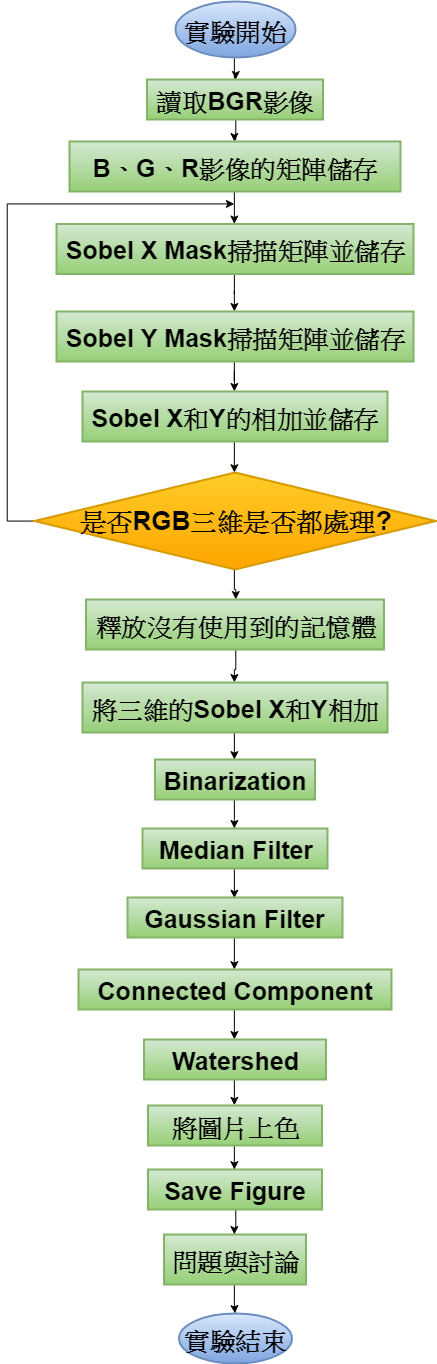 實驗開始
讀取BGR影像
B、G、R影像的矩陣儲存
Sobel X Mask掃描矩陣並儲存
Sobel Y Mask掃描矩陣並儲存
Sobel X和Y的相加並儲存
是否RGB三維是否都處理?
釋放沒有使用到的記憶體
將三維的Sobel X和Y相加
Binarization
Median Filter
Gaussian Filter
Connected Component
Watershed
將圖片上色
Save Figure
問題與討論
實驗結束